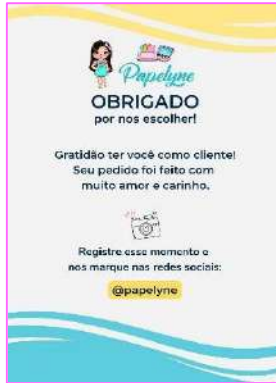 Papelyne
OBRIGADO
por nos escolher!
Gratidão ter você como cliente!
Seu pedido foi feito com
muito amor e carinho.
Registre esse momento e
nos marque nas redes sociais:
@papelyne